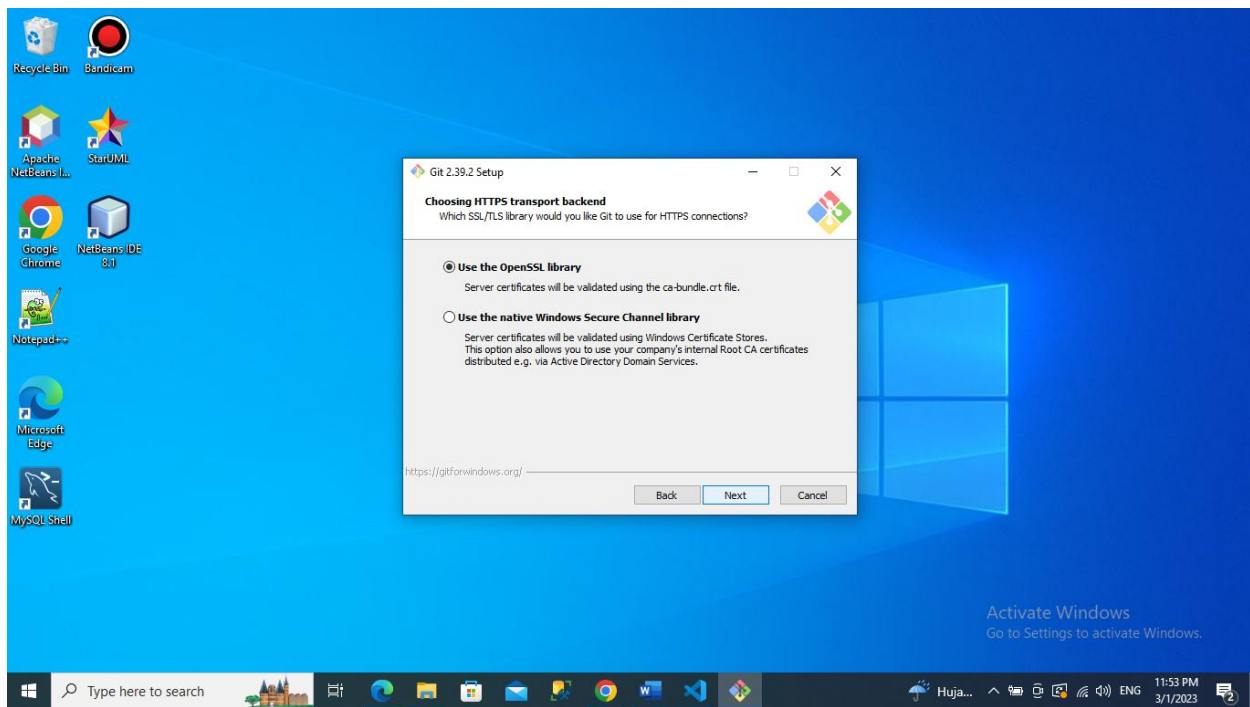 Recycle Bin
Bandicam
Apache
NetBeans I...
StarUML
Google
Chrome
NetBeans IDE
8.1
Notepad++
Microsoft
Edge
MySQL Shell
Git 2.39.2 Setup
Choosing HTTPS transport backend
Which SSL/TLS library would you like Git to use for HTTPS connections?
Use the OpenSSL library
Server certificates will be validated using the ca-bundle.crt file.
Use the native Windows Secure Channel library
Server certificates will be validated using Windows Certificate Stores.
This option also allows you to use your company's internal Root CA certificates
distributed e.g. via Active Directory Domain Services.
https://gitforwindows.org/
Back
Next
Cancel
Activate Windows
Go to Settings to activate Windows.
Type here to search
Huja...
ENG
11:53 PM
3/1/2023
2